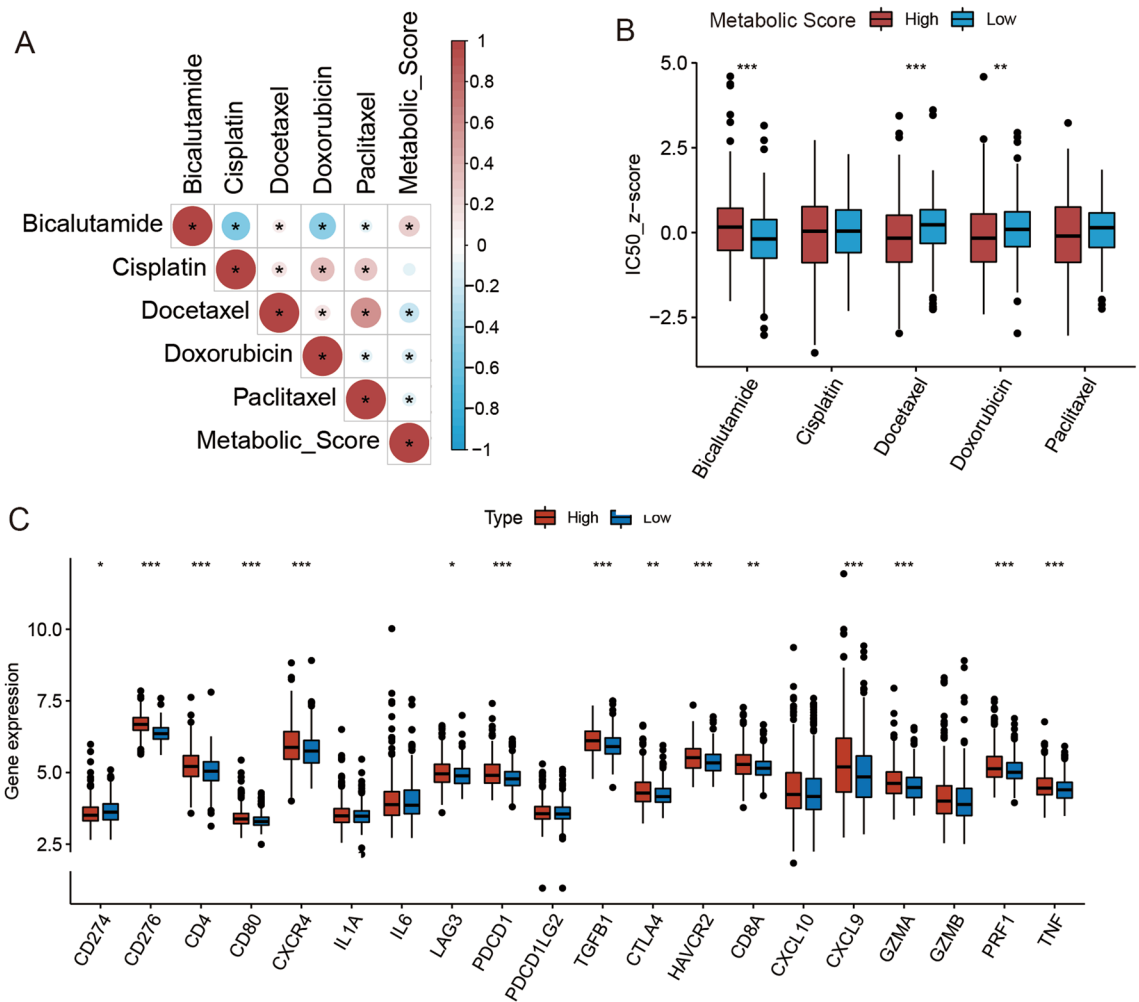 A
Bicalutamide
Cisplatin
Docetaxel
Doxorubicin
Paclitaxel
Metabolic_Score
Bicalutamide * * * * * *
Cisplatin * * * *
Docetaxel * * * *
Doxorubicin * * *
Paclitaxel * *
Metabolic_Score *
1
0.8
0.6
0.4
0.2
0
−0.2
−0.4
−0.6
−0.8
−1
B
Metabolic Score High Low
*** *** **
IC50_z−score
5.0
2.5
0.0
−2.5
Bicalutamide
Cisplatin
Docetaxel
Doxorubicin
Paclitaxel
C
Type High Low
* *** *** *** *** * *** *** ** *** ** *** *** *** ***
Gene expression
10.0
7.5
5.0
2.5
CD274
CD276
CD4
CD80
CXCR4
IL1A
IL6
LAG3
PDCD1
PDCD1LG2
TGFB1
CTLA4
HAVCR2
CD8A
CXCL10
CXCL9
GZMA
GZMB
PRF1
TNF